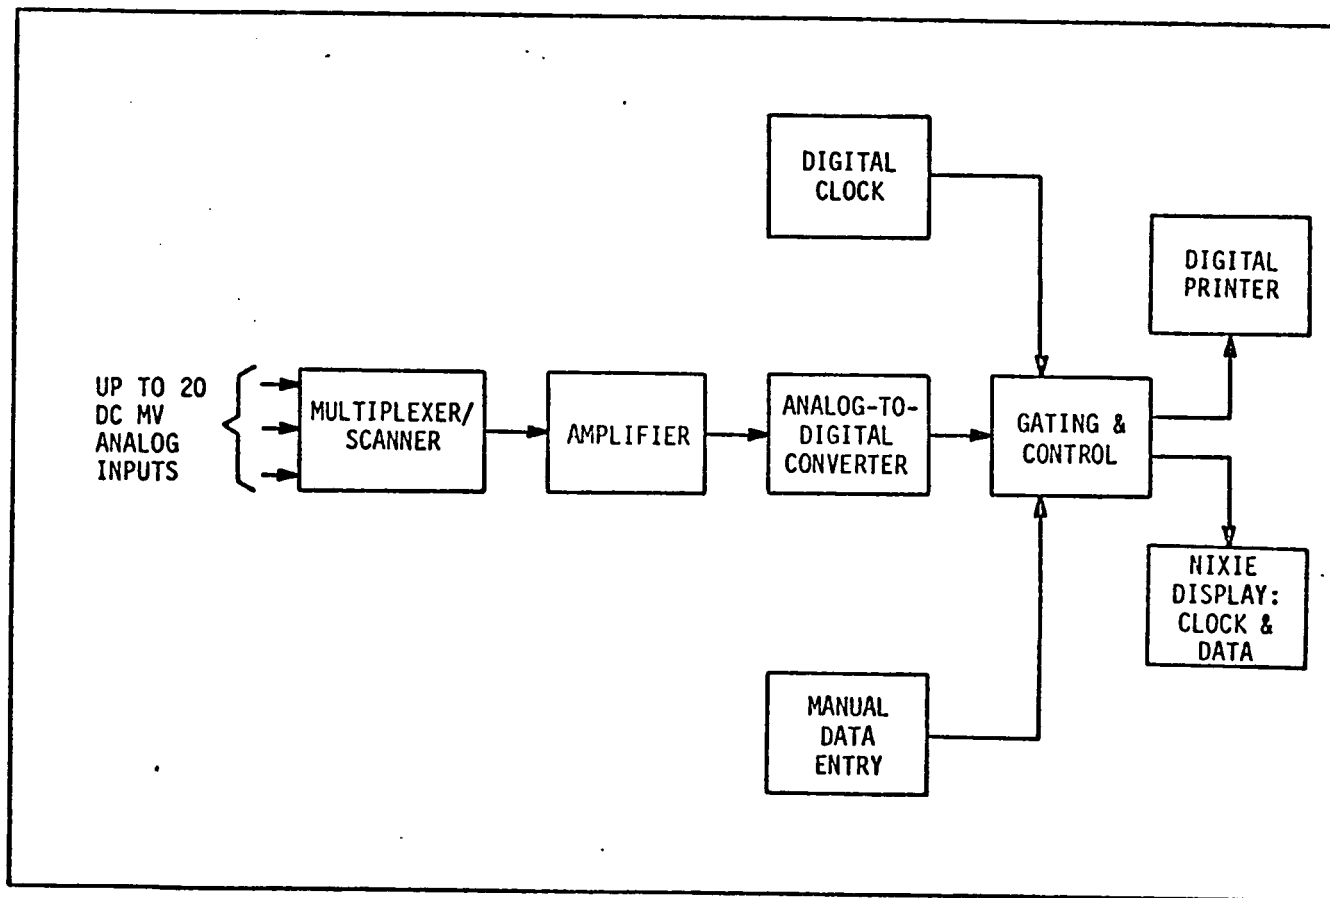 DIGITAL
CLOCK
DIGITAL
PRINTER
UP TO 20
DC MV
ANALOG
INPUTS
MULTIPLEXER/
SCANNER
AMPLIFIER
ANALOG-TO-
DIGITAL
CONVERTER
GATING &
CONTROL
NIXIE
DISPLAY:
CLOCK &
DATA
MANUAL
DATA
ENTRY